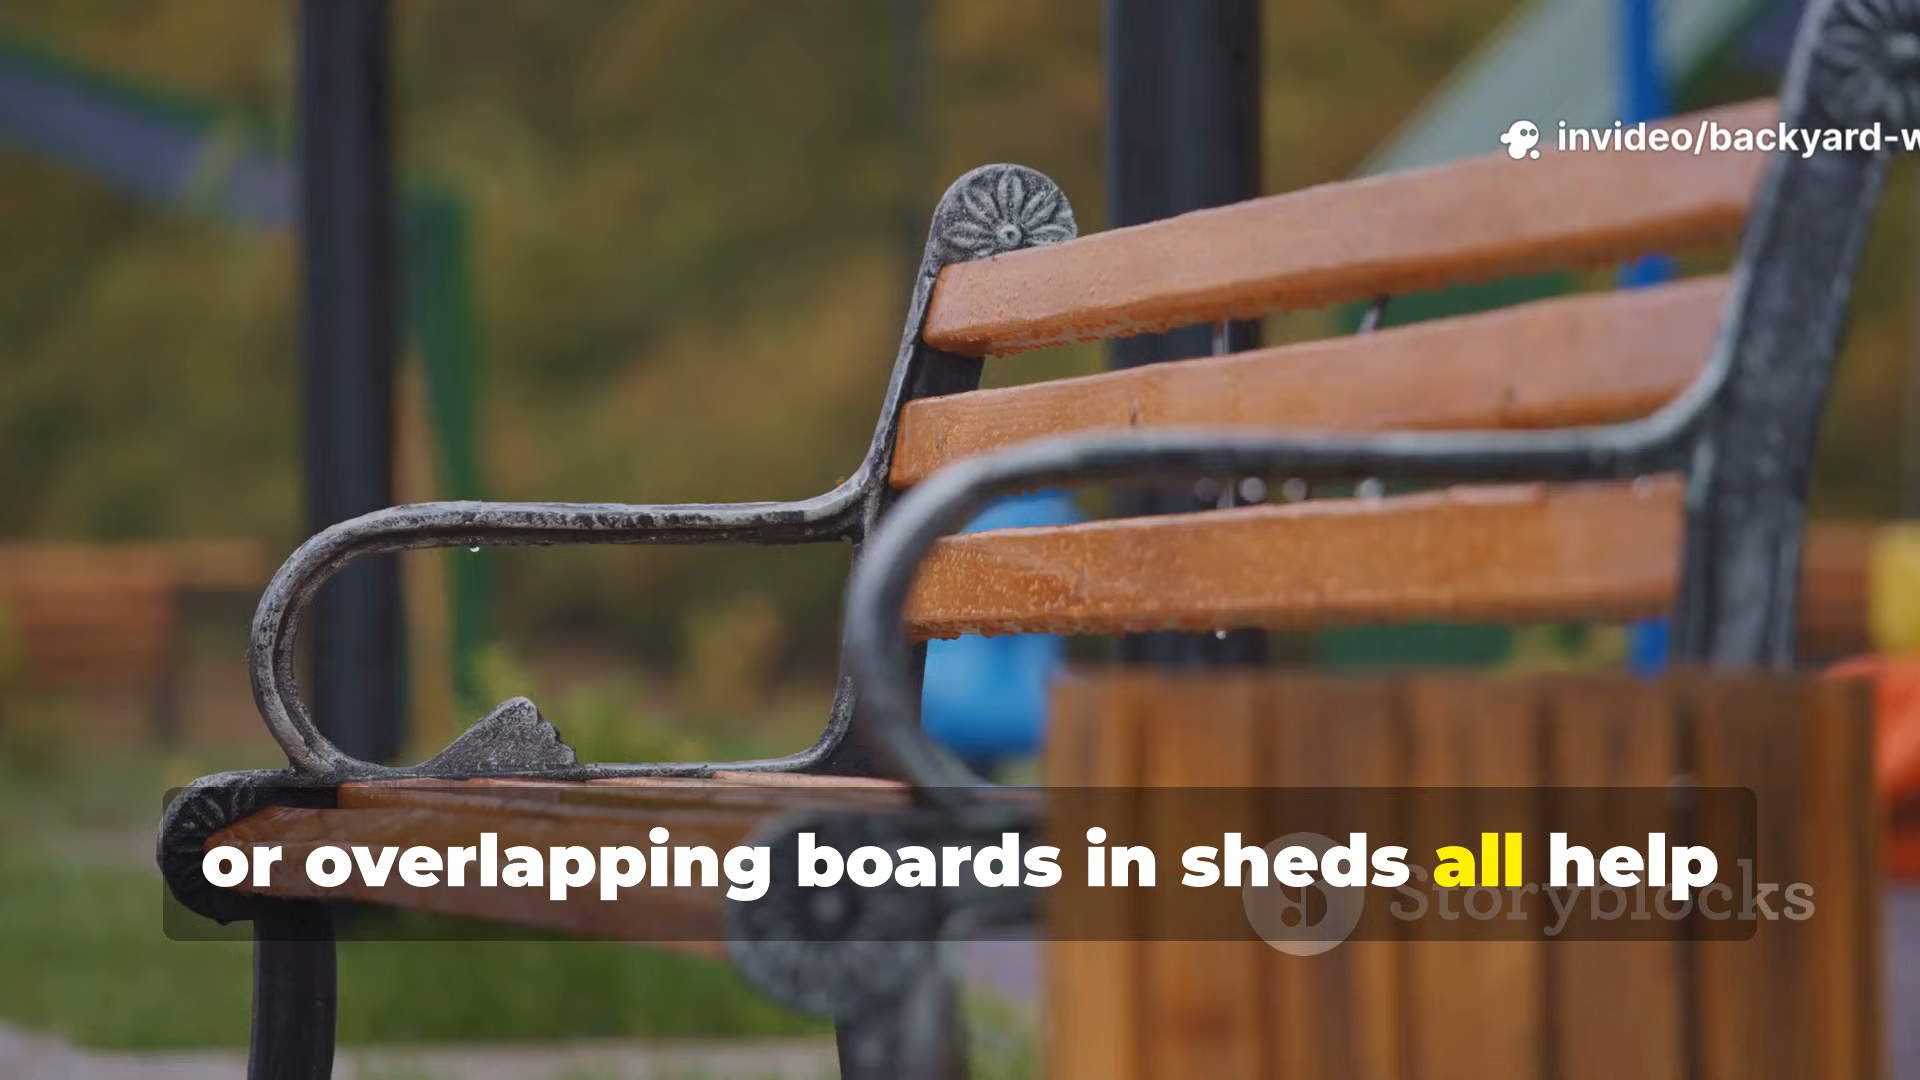 invideo/backyard-w
or overlapping boards in sheds all help
Storyblocks